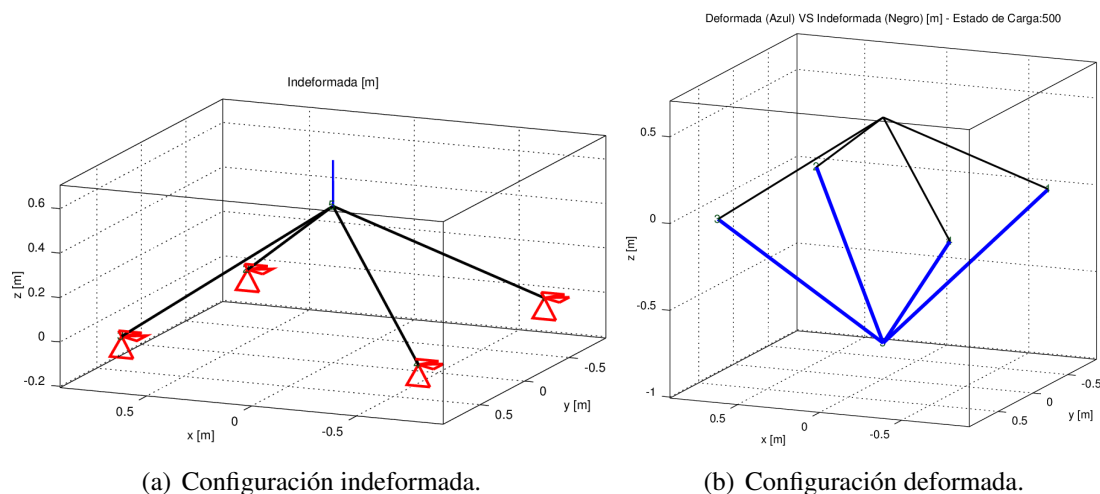 Deformada (Azul) VS Indeformada (Negro) [m] - Estado de Carga:500
Indeformada [m]
0.6
0.4
0.2
0
-0.2
z [m]
0.5
0
-0.5
x [m]
0.5
0
-0.5
y [m]
0.5
0
-0.5
-1
z [m]
0.5
0
-0.5
x [m]
0.5
0
-0.5
y [m]
3
(a) Configuración indeformada.
(b) Configuración deformada.